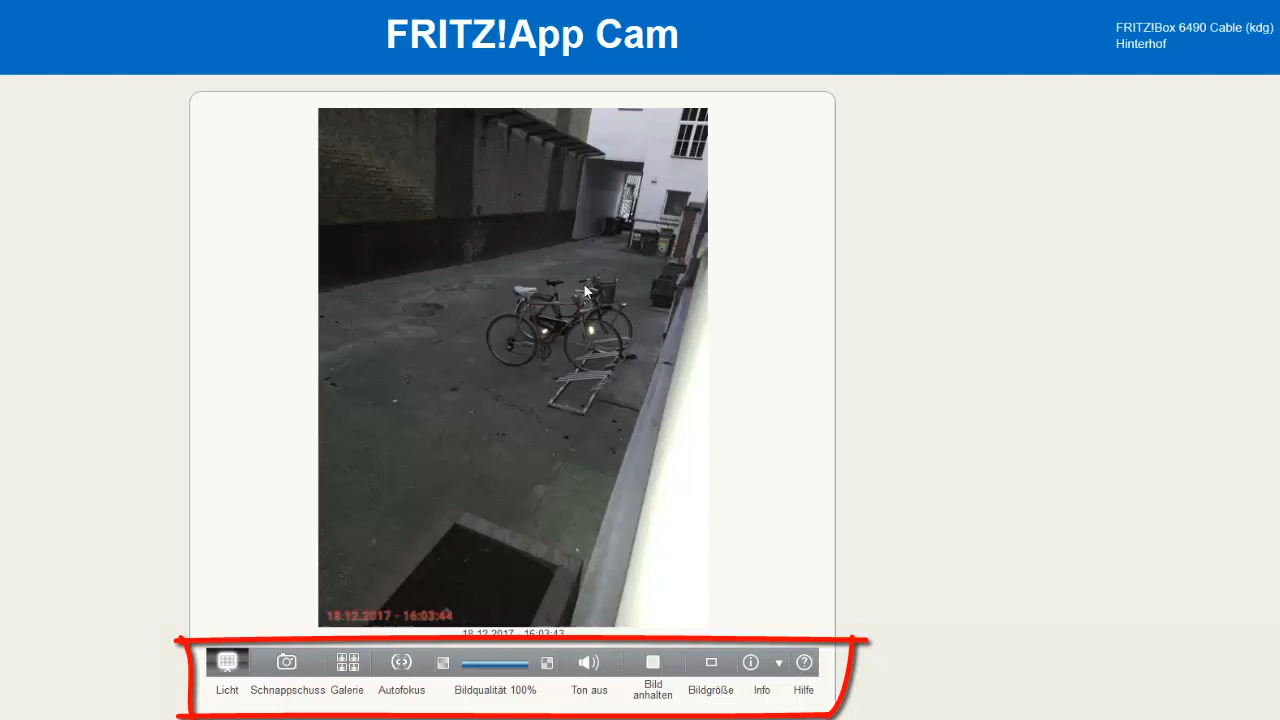 FRITZ!App Cam
FRITZ!Box 6490 Cable (kdg)
Hinterhof
18.12.2017 - 16:03:44
18.12.2017 - 16:03:43
Licht Schnappschuss Galerie Autofokus Bildqualität 100% Ton aus Bild anhalten Bildgröße Info Hilfe